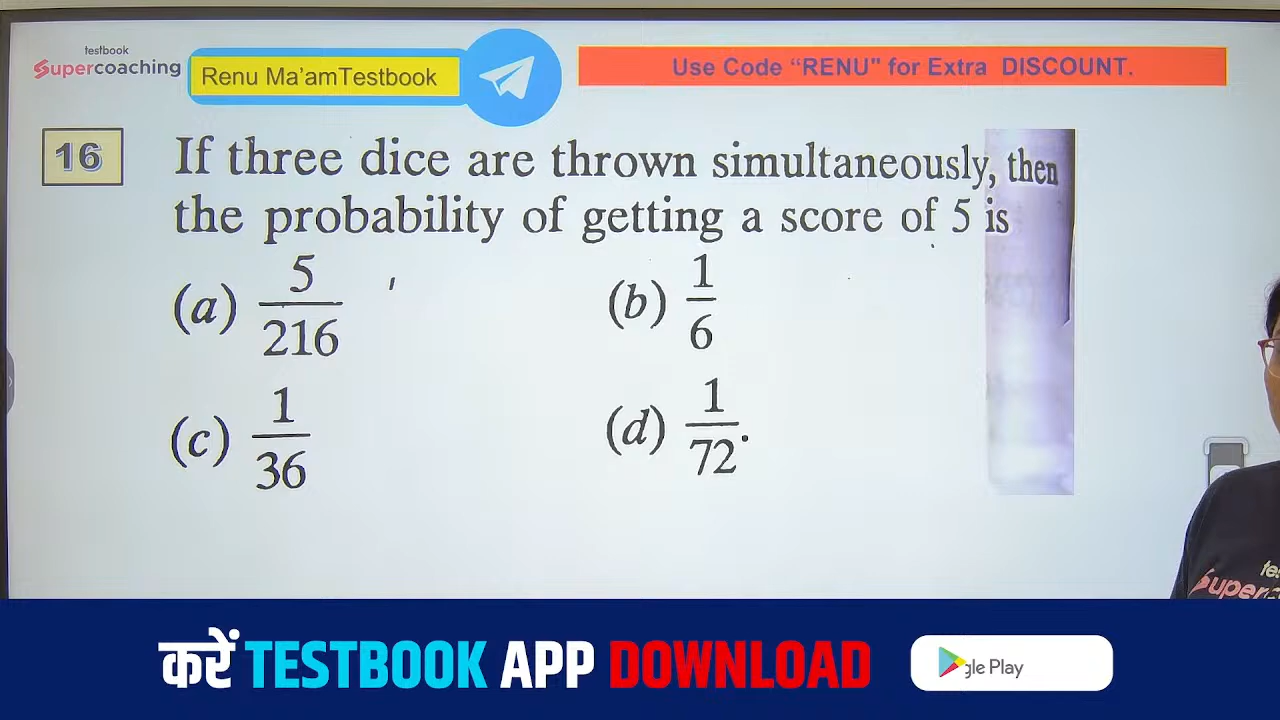 testbook
Supercoaching
Renu Ma'amTestbook
Use Code “RENU" for Extra DISCOUNT.
16
If three dice are thrown simultaneously, then
the probability of getting a score of 5 is
(a) 5/216
(b) 1/6
(c) 1/36
(d) 1/72.
करें TESTBOOK APP DOWNLOAD
gle Play